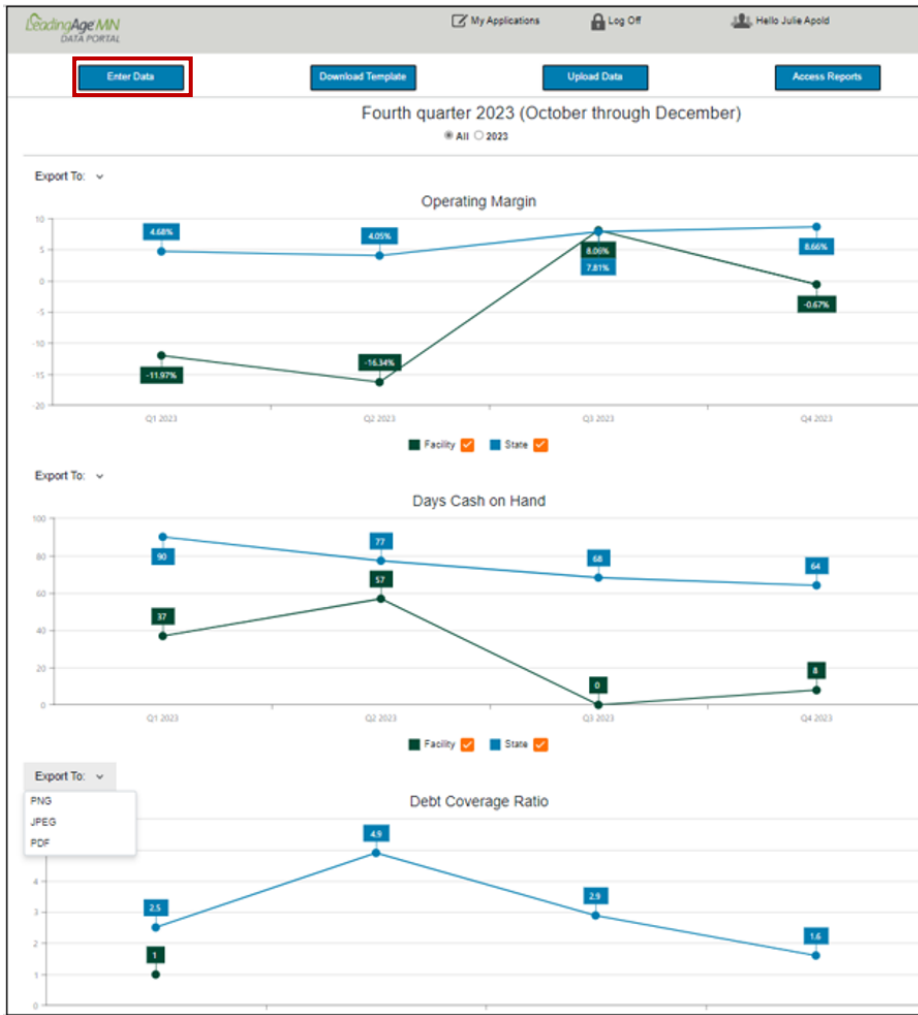 LeadingAge MN
DATA PORTAL
My Applications
Log Off
Hello Julie Apold
Enter Data
Download Template
Upload Data
Access Reports
Fourth quarter 2023 (October through December)
All 2023
Export To:
Operating Margin
10
5
0
-5
-10
-15
-20
4.68%
4.05%
8.06%
7.81%
8.66%
-11.97%
-16.34%
-0.67%
Q1 2023 Q2 2023 Q3 2023 Q4 2023
Facility State
Export To:
Days Cash on Hand
100
80
60
40
20
0
90
77
68
64
37
57
0
8
Q1 2023 Q2 2023 Q3 2023 Q4 2023
Facility State
Export To:
PNG
JPEG
PDF
Debt Coverage Ratio
4
3
2
1
0
2.5
4.9
2.9
1.6
1